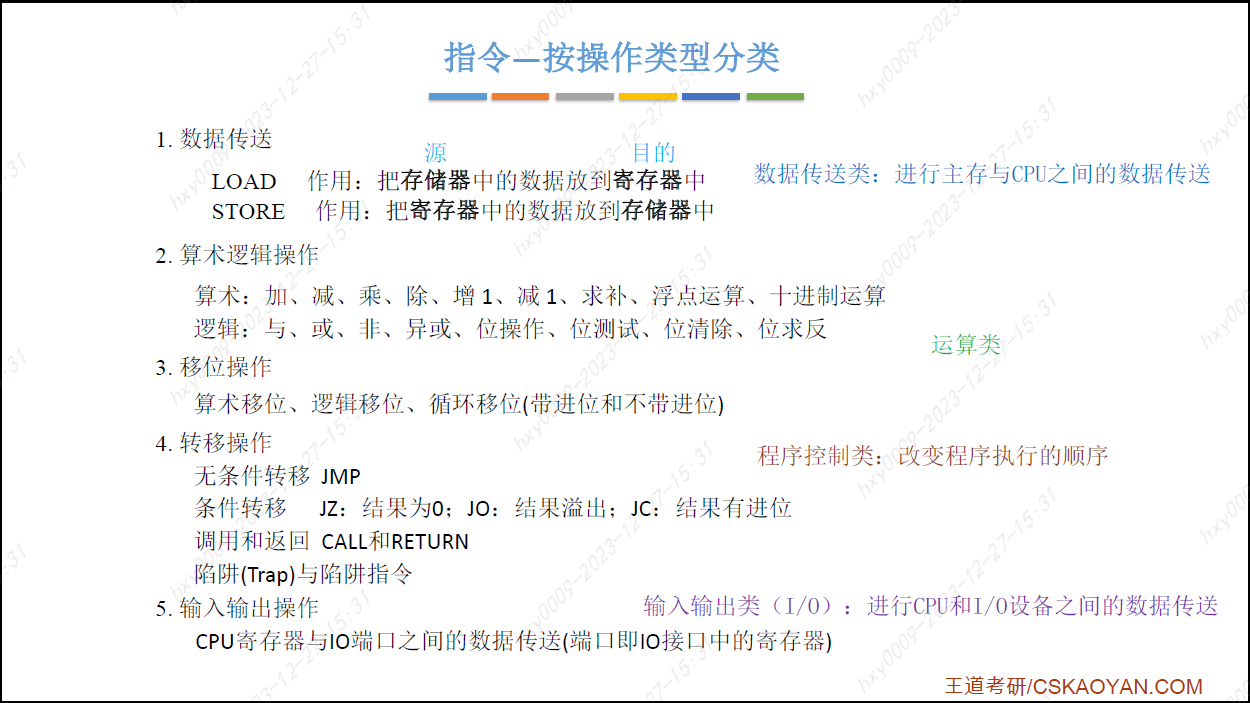 指令—按操作类型分类
1. 数据传送
源 目的
LOAD 作用：把存储器中的数据放到寄存器中 数据传送类：进行主存与CPU之间的数据传送
STORE 作用：把寄存器中的数据放到存储器中
2. 算术逻辑操作
算术：加、减、乘、除、增 1、减 1、求补、浮点运算、十进制运算
逻辑：与、或、非、异或、位操作、位测试、位清除、位求反
运算类
3. 移位操作
算术移位、逻辑移位、循环移位(带进位和不带进位)
4. 转移操作
程序控制类：改变程序执行的顺序
无条件转移 JMP
条件转移 JZ：结果为0；JO：结果溢出；JC：结果有进位
调用和返回 CALL和RETURN
陷阱(Trap)与陷阱指令
5. 输入输出操作 输入输出类（I/O）：进行CPU和I/O设备之间的数据传送
CPU寄存器与IO端口之间的数据传送(端口即IO接口中的寄存器)
王道考研/CSKAOYAN.COM
hxy0009-2023-12-27-15:31